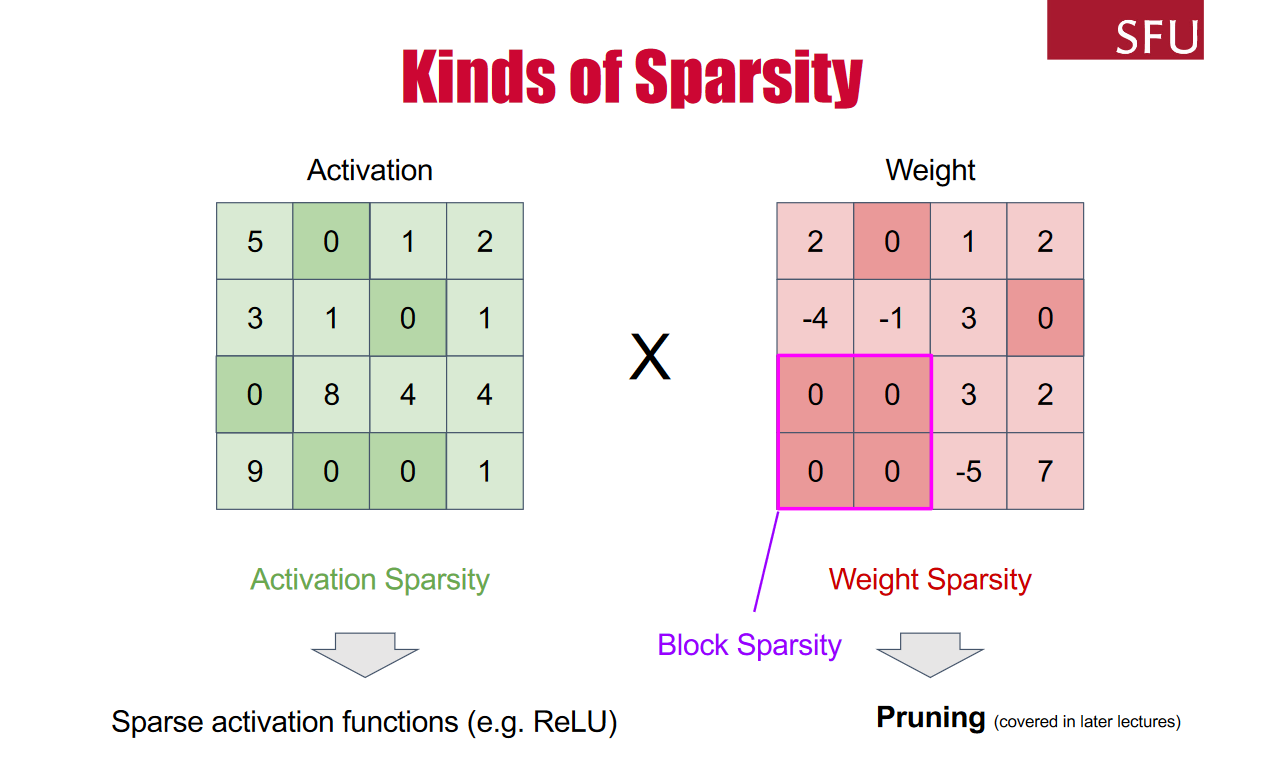 SFU
Kinds of Sparsity
Activation
Weight
5 0 1 2
3 1 0 1
0 8 4 4
9 0 0 1
X
2 0 1 2
-4 -1 3 0
0 0 3 2
0 0 -5 7
Activation Sparsity
Weight Sparsity
Block Sparsity
Sparse activation functions (e.g. ReLU)
Pruning (covered in later lectures)